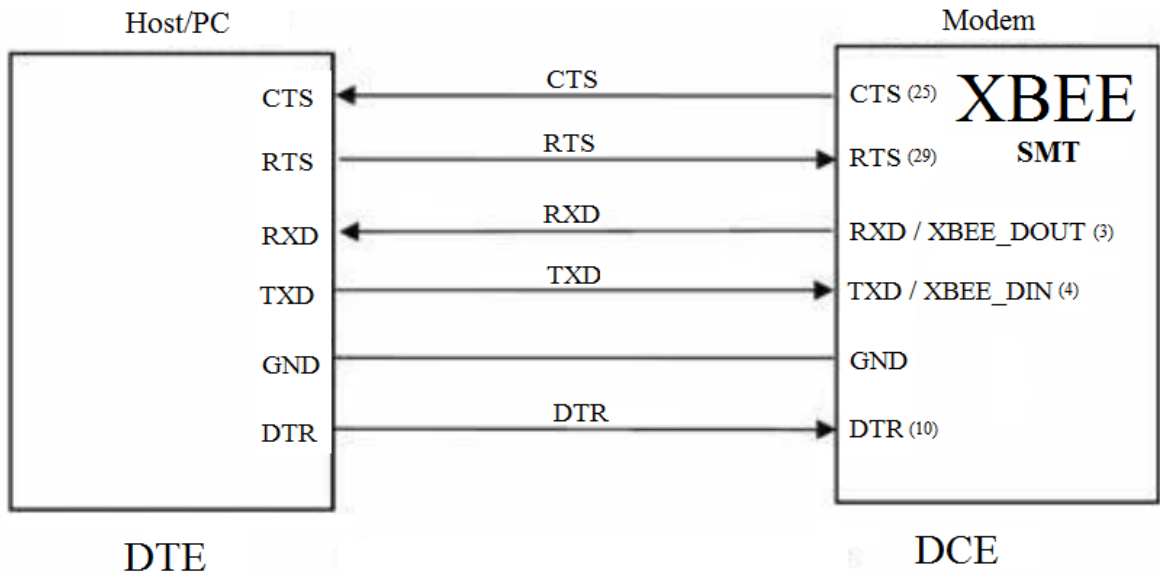 Host/PC
Modem
CTS
CTS
CTS (25)
XBEE
SMT
RTS
RTS
RTS (29)
RXD
RXD
RXD / XBEE_DOUT (3)
TXD
TXD
TXD / XBEE_DIN (4)
GND
GND
DTR
DTR
DTR (10)
DTE
DCE